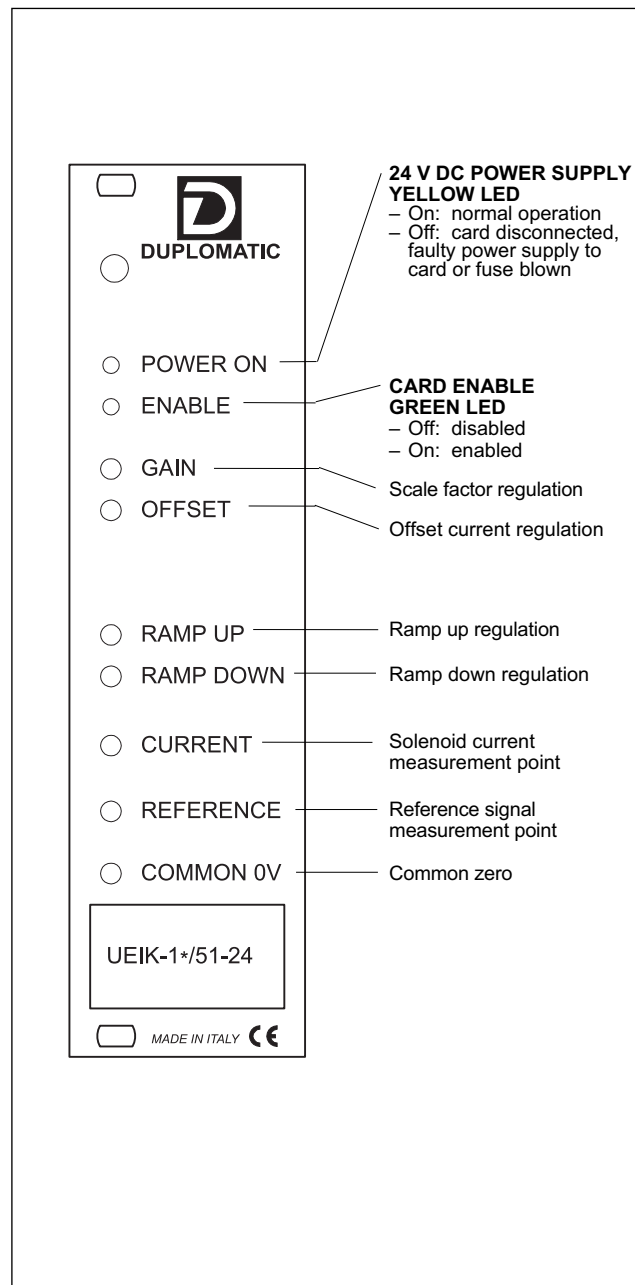 DUPLOMATIC
POWER ON
ENABLE
GAIN
OFFSET
RAMP UP
RAMP DOWN
CURRENT
REFERENCE
COMMON 0V
UEIK-1*/51-24
MADE IN ITALY CE
24 V DC POWER SUPPLY
YELLOW LED
– On: normal operation
– Off: card disconnected,
faulty power supply to
card or fuse blown
CARD ENABLE
GREEN LED
– Off: disabled
– On: enabled
Scale factor regulation
Offset current regulation
Ramp up regulation
Ramp down regulation
Solenoid current
measurement point
Reference signal
measurement point
Common zero